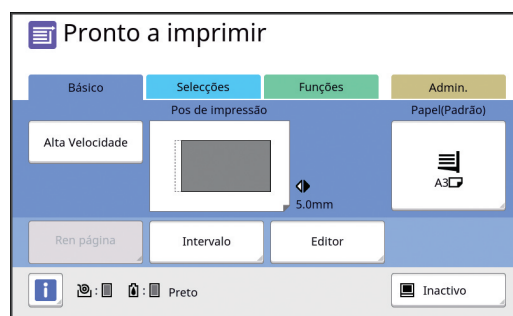 Pronto a imprimir
Básico
Selecções
Funções
Admin.
Pos de impressão
Papel(Padrão)
Alta Velocidade
5.0mm
A3
Ren página
Intervalo
Editor
i
: : Preto
Inactivo